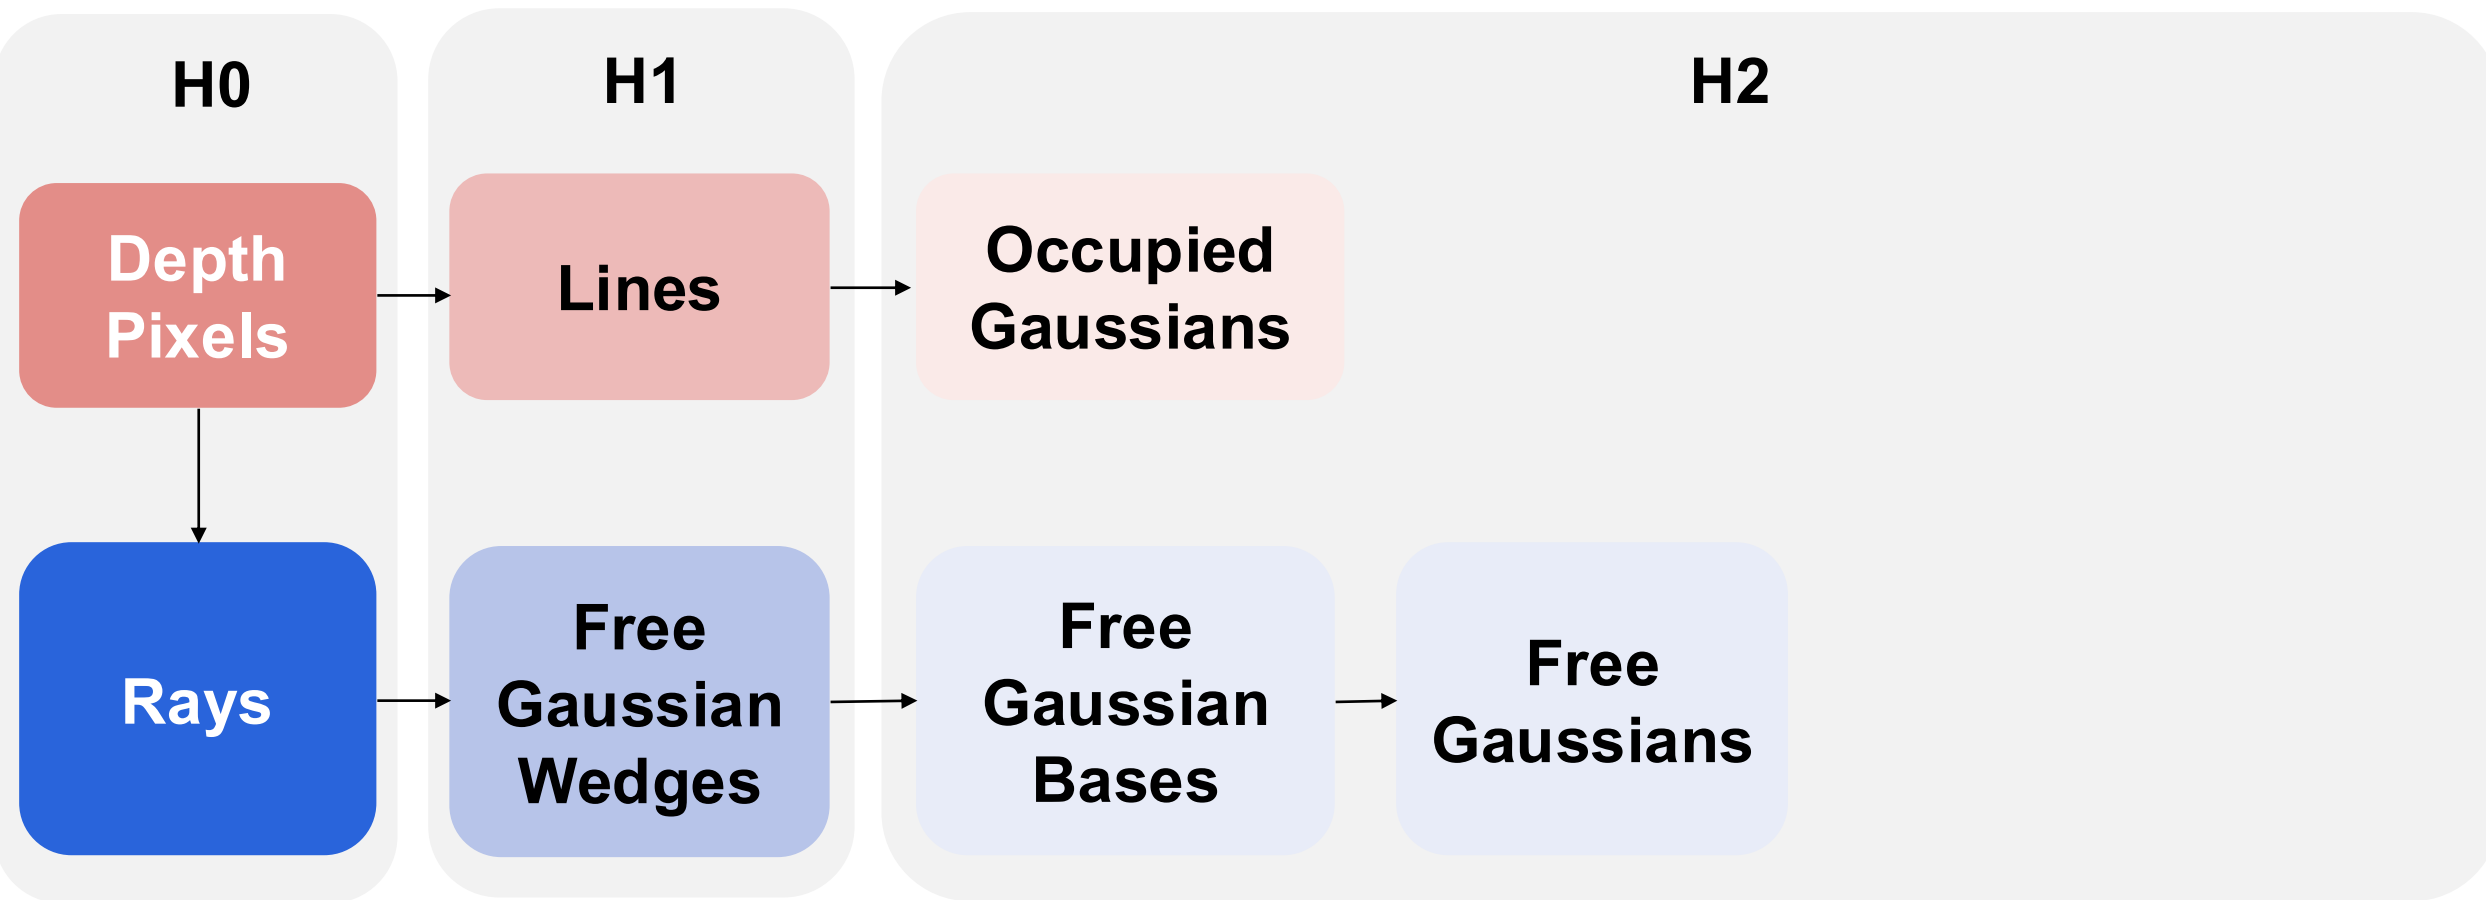 H0
H1
H2
Depth
Pixels
Lines
Occupied
Gaussians
Rays
Free
Gaussian
Wedges
Free
Gaussian
Bases
Free
Gaussians